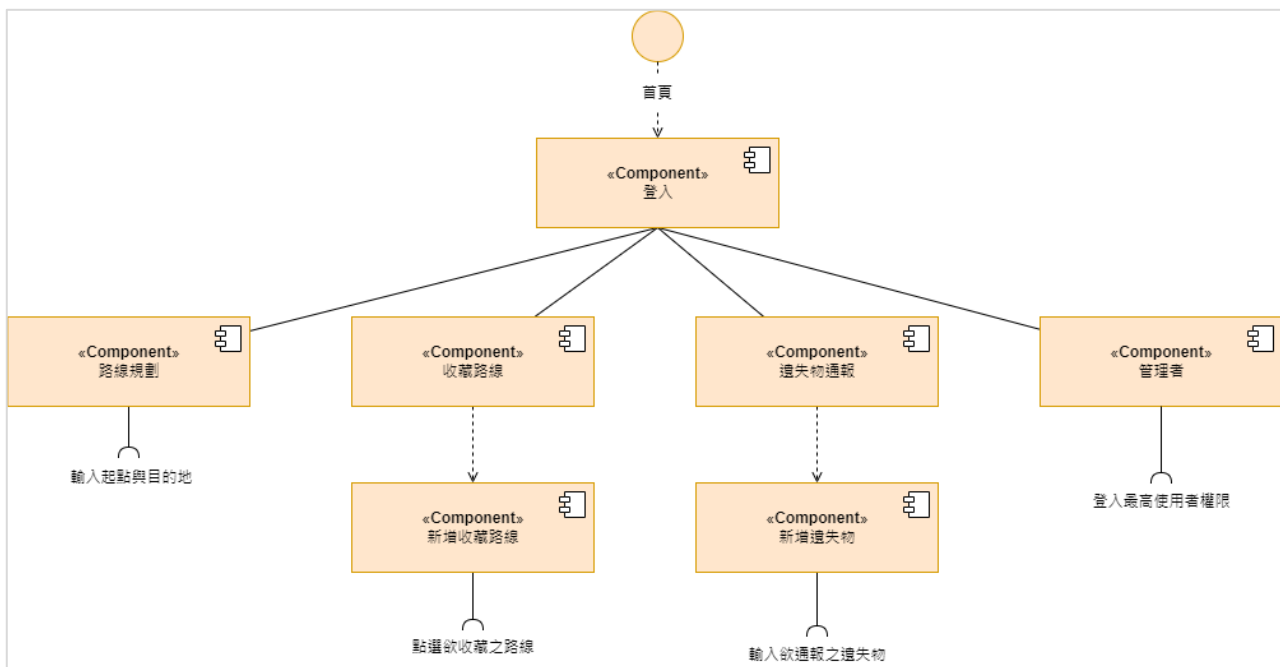 首頁
«Component»
登入
«Component»
路線規劃
«Component»
收藏路線
«Component»
遺失物通報
«Component»
管理者
輸入起點與目的地
登入最高使用者權限
«Component»
新增收藏路線
«Component»
新增遺失物
點選欲收藏之路線
輸入欲通報之遺失物